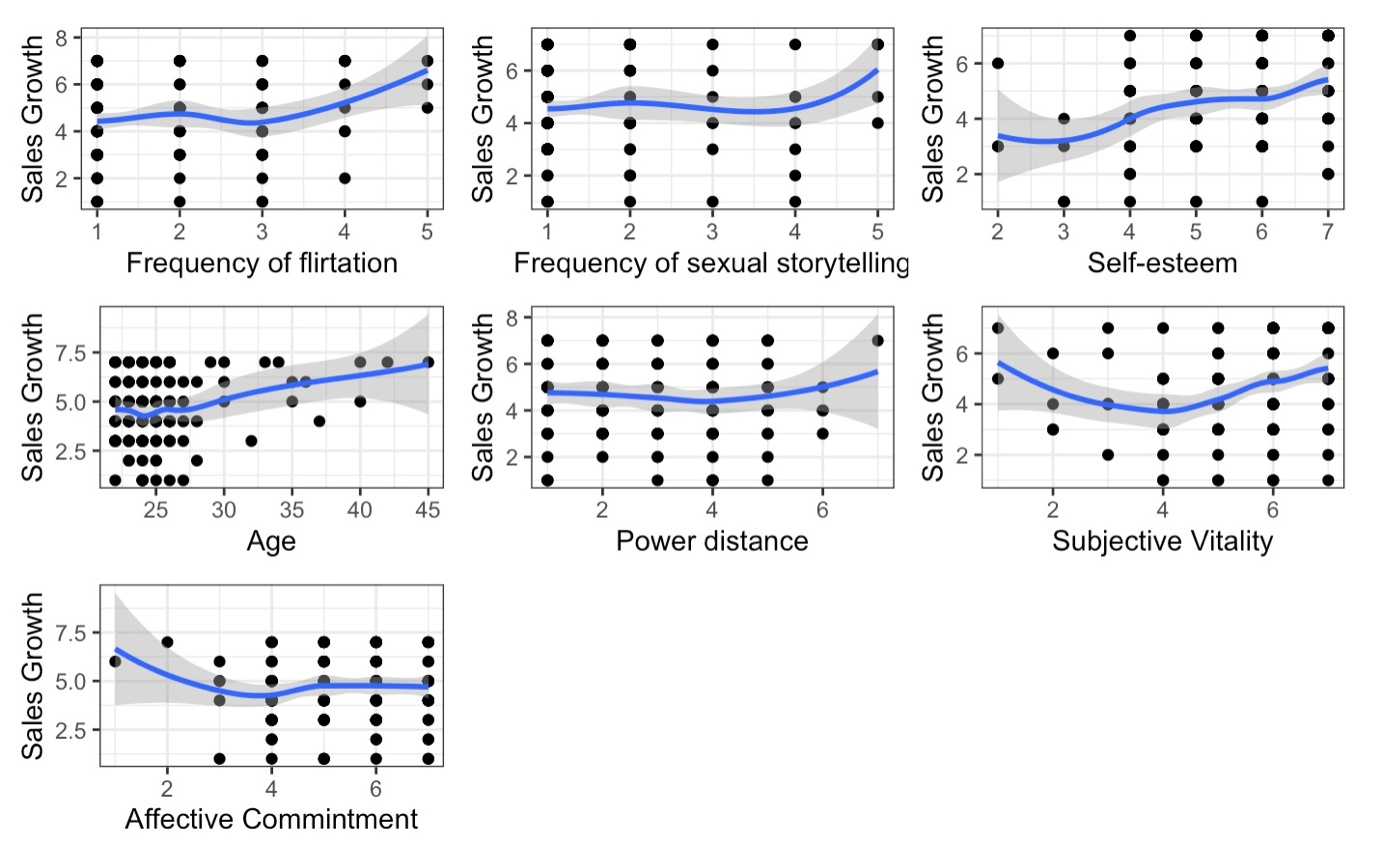 Sales Growth
8
6
4
2
1 2 3 4 5
Frequency of flirtation
Sales Growth
6
4
2
1 2 3 4 5
Frequency of sexual storytelling
Sales Growth
6
4
2
2 3 4 5 6 7
Self-esteem
Sales Growth
7.5
5.0
2.5
25 30 35 40 45
Age
Sales Growth
8
6
4
2
2 4 6
Power distance
Sales Growth
6
4
2
2 4 6
Subjective Vitality
Sales Growth
7.5
5.0
2.5
2 4 6
Affective Commintment